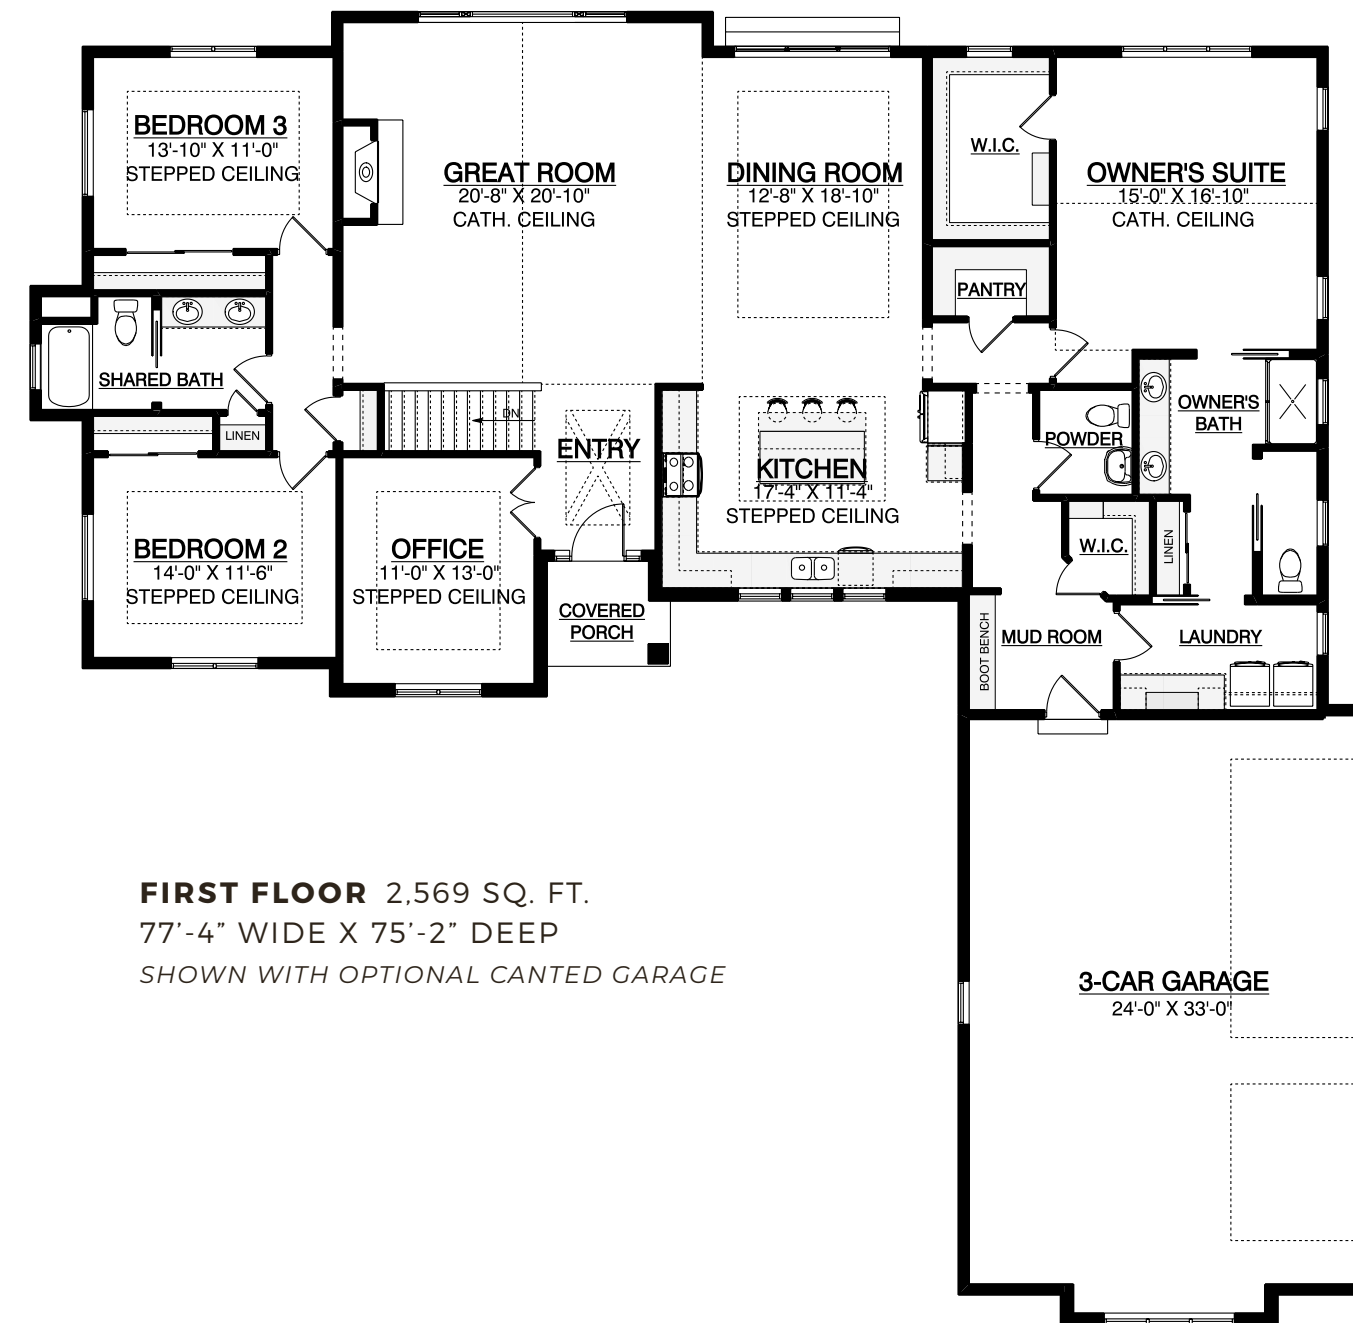 BEDROOM 3
13'-10" X 11'-0"
STEPPED CEILING
GREAT ROOM
20'-8" X 20'-10"
CATH. CEILING
DINING ROOM
12'-8" X 18'-10"
STEPPED CEILING
W.I.C.
OWNER'S SUITE
15'-0" X 16'-10"
CATH. CEILING
PANTRY
SHARED BATH
LINEN
DN
ENTRY
KITCHEN
17'-4" X 11'-4"
STEPPED CEILING
POWDER
OWNER'S
BATH
BEDROOM 2
14'-0" X 11'-6"
STEPPED CEILING
OFFICE
11'-0" X 13'-0"
STEPPED CEILING
COVERED
PORCH
W.I.C.
LINEN
BOOT BENCH
MUD ROOM
LAUNDRY
FIRST FLOOR 2,569 SQ. FT.
77’-4” WIDE X 75’-2” DEEP
SHOWN WITH OPTIONAL CANTED GARAGE
3-CAR GARAGE
24'-0" X 33'-0"